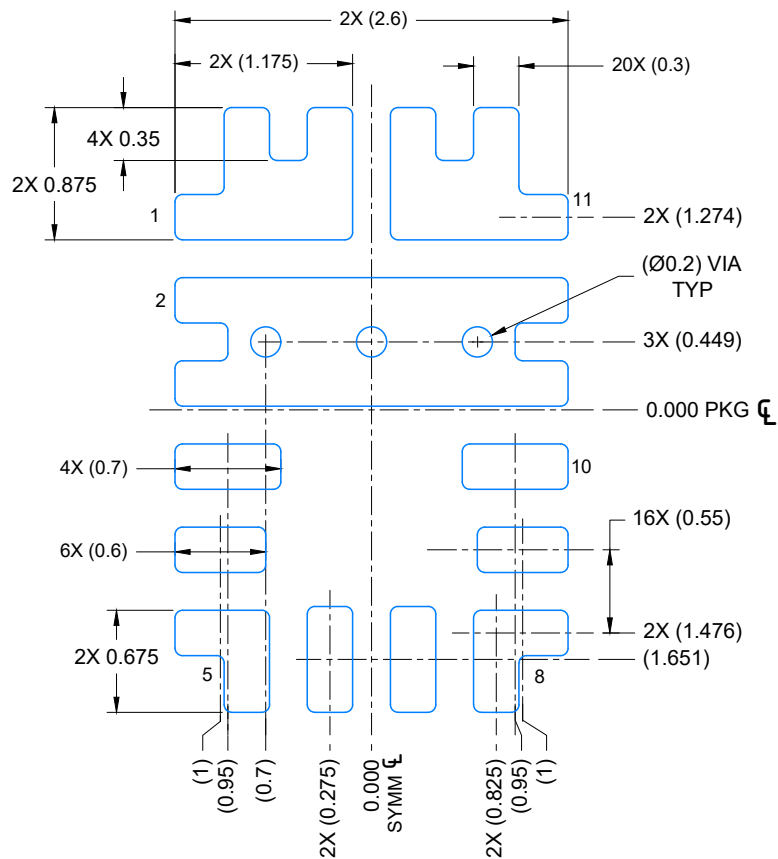 2X (2.6)
2X (1.175)
20X (0.3)
4X 0.35
2X 0.875
1
11
2X (1.274)
(Ø0.2) VIA
TYP
2
3X (0.449)
0.000 PKG ℄
4X (0.7)
10
16X (0.55)
6X (0.6)
2X (1.476)
2X 0.675
(1.651)
5
8
(1)
(0.95)
(0.7)
2X (0.275)
0.000
SYMM ℄
2X (0.825)
(0.95)
(1)